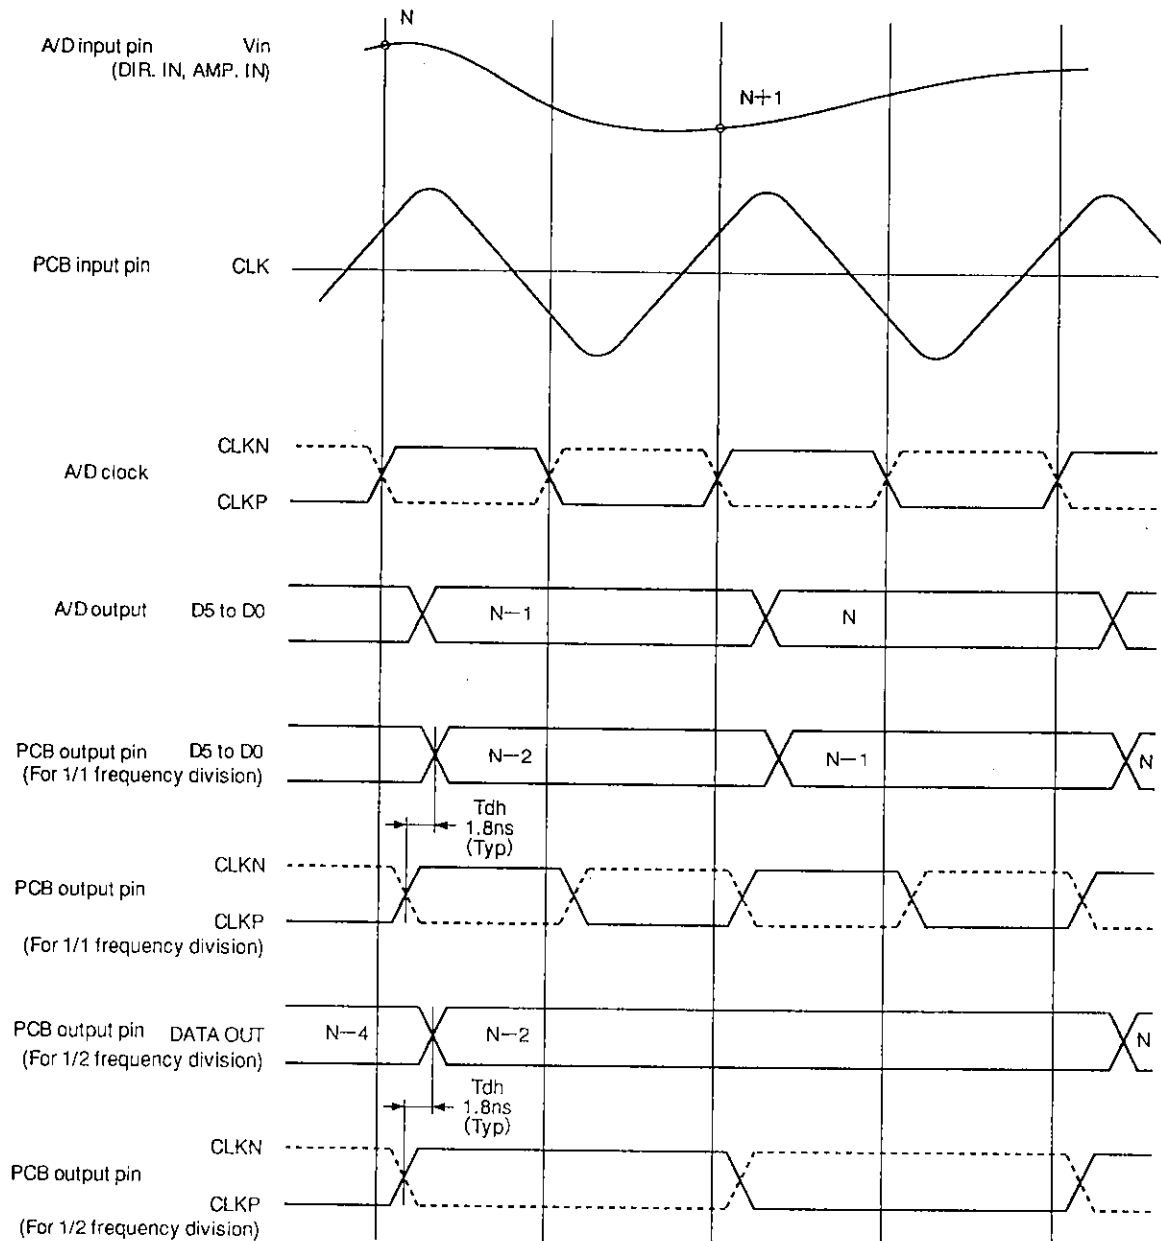 N
A/D input pin Vin
(DIR. IN, AMP. IN)
N+1
PCB input pin CLK
CLKN
A/D clock
CLKP
A/D output D5 to D0
N−1
N
PCB output pin D5 to D0
(For 1/1 frequency division)
N−2
N−1
N
Tdh
1.8ns
(Typ)
CLKN
PCB output pin
CLKP
(For 1/1 frequency division)
PCB output pin DATA OUT
(For 1/2 frequency division)
N−4
N−2
N
Tdh
1.8ns
(Typ)
CLKN
PCB output pin
CLKP
(For 1/2 frequency division)